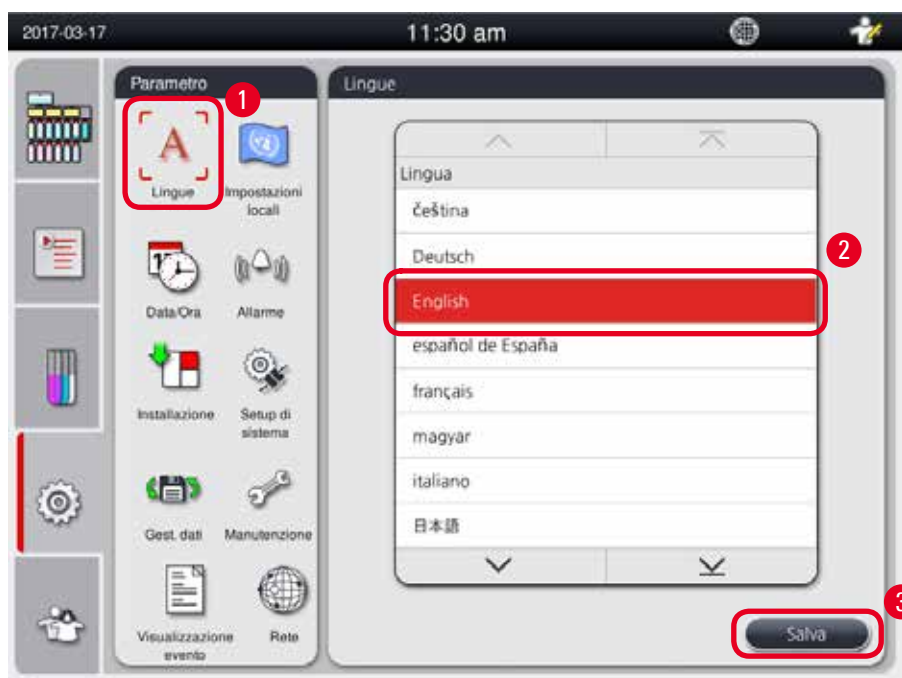 2017-03-17
11:30 am
Parametro
1
Lingue
Lingue
Impostazioni
locali
Data/Ora
Allarme
Installazione
Setup di
sistema
Gest. dati
Manutenzione
Visualizzazione
evento
Rete
Lingua
čeština
Deutsch
2
English
español de España
français
magyar
italiano
日本語
3
Salva